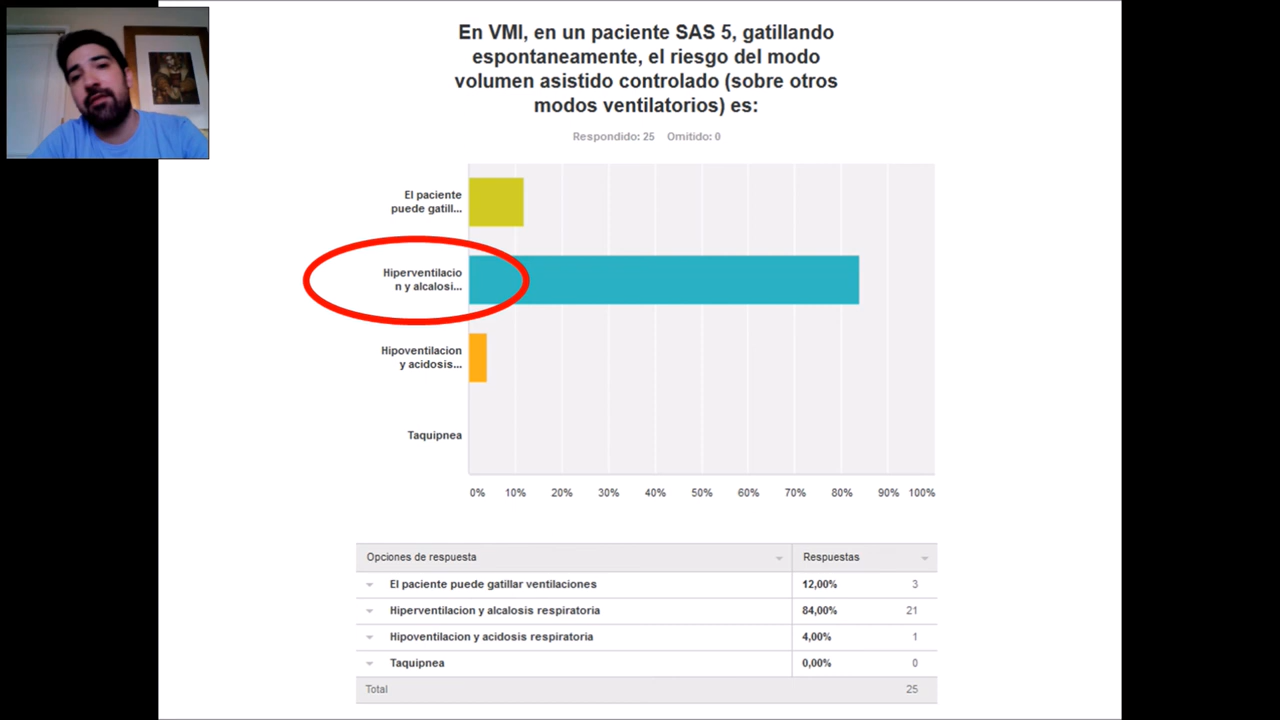 En VMI, en un paciente SAS 5, gatillando
espontaneamente, el riesgo del modo
volumen asistido controlado (sobre otros
modos ventilatorios) es:
Respondido: 25 Omitido: 0
El paciente
puede gatill...
Hiperventilacio
n y alcalosi...
Hipoventilacion
y acidosis...
Taquipnea
0% 10% 20% 30% 40% 50% 60% 70% 80% 90% 100%
Opciones de respuesta Respuestas
El paciente puede gatillar ventilaciones 12,00% 3
Hiperventilacion y alcalosis respiratoria 84,00% 21
Hipoventilacion y acidosis respiratoria 4,00% 1
Taquipnea 0,00% 0
Total 25